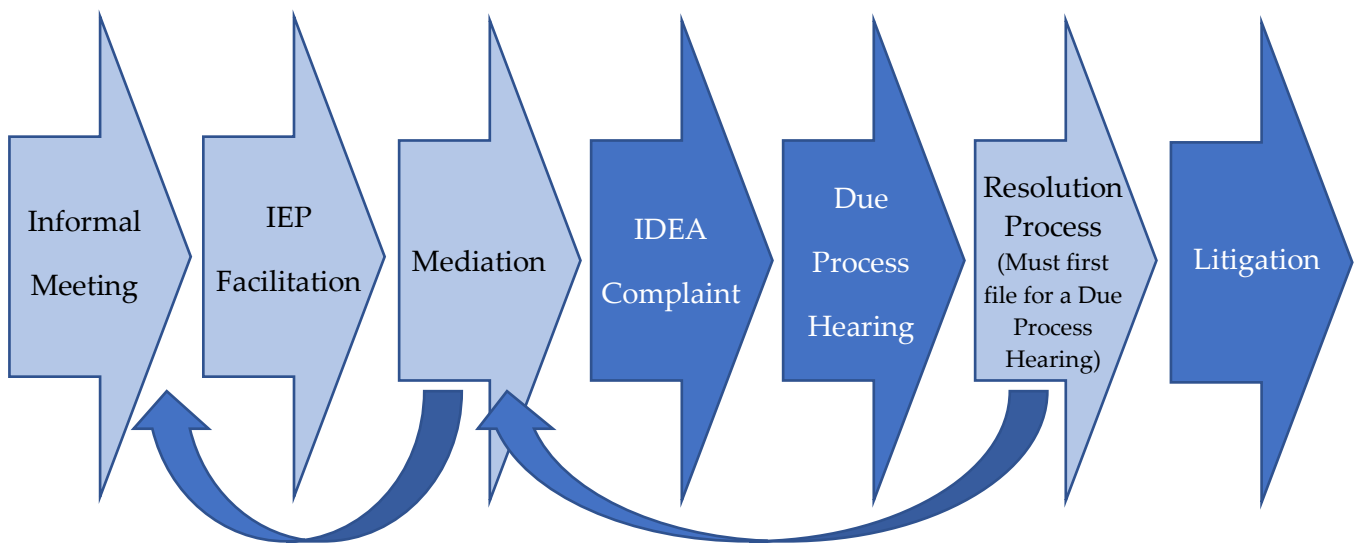 Informal
Meeting
IEP
Facilitation
Mediation
IDEA
Complaint
Due
Process
Hearing
Resolution
Process
(Must first
file for a Due
Process
Hearing)
Litigation